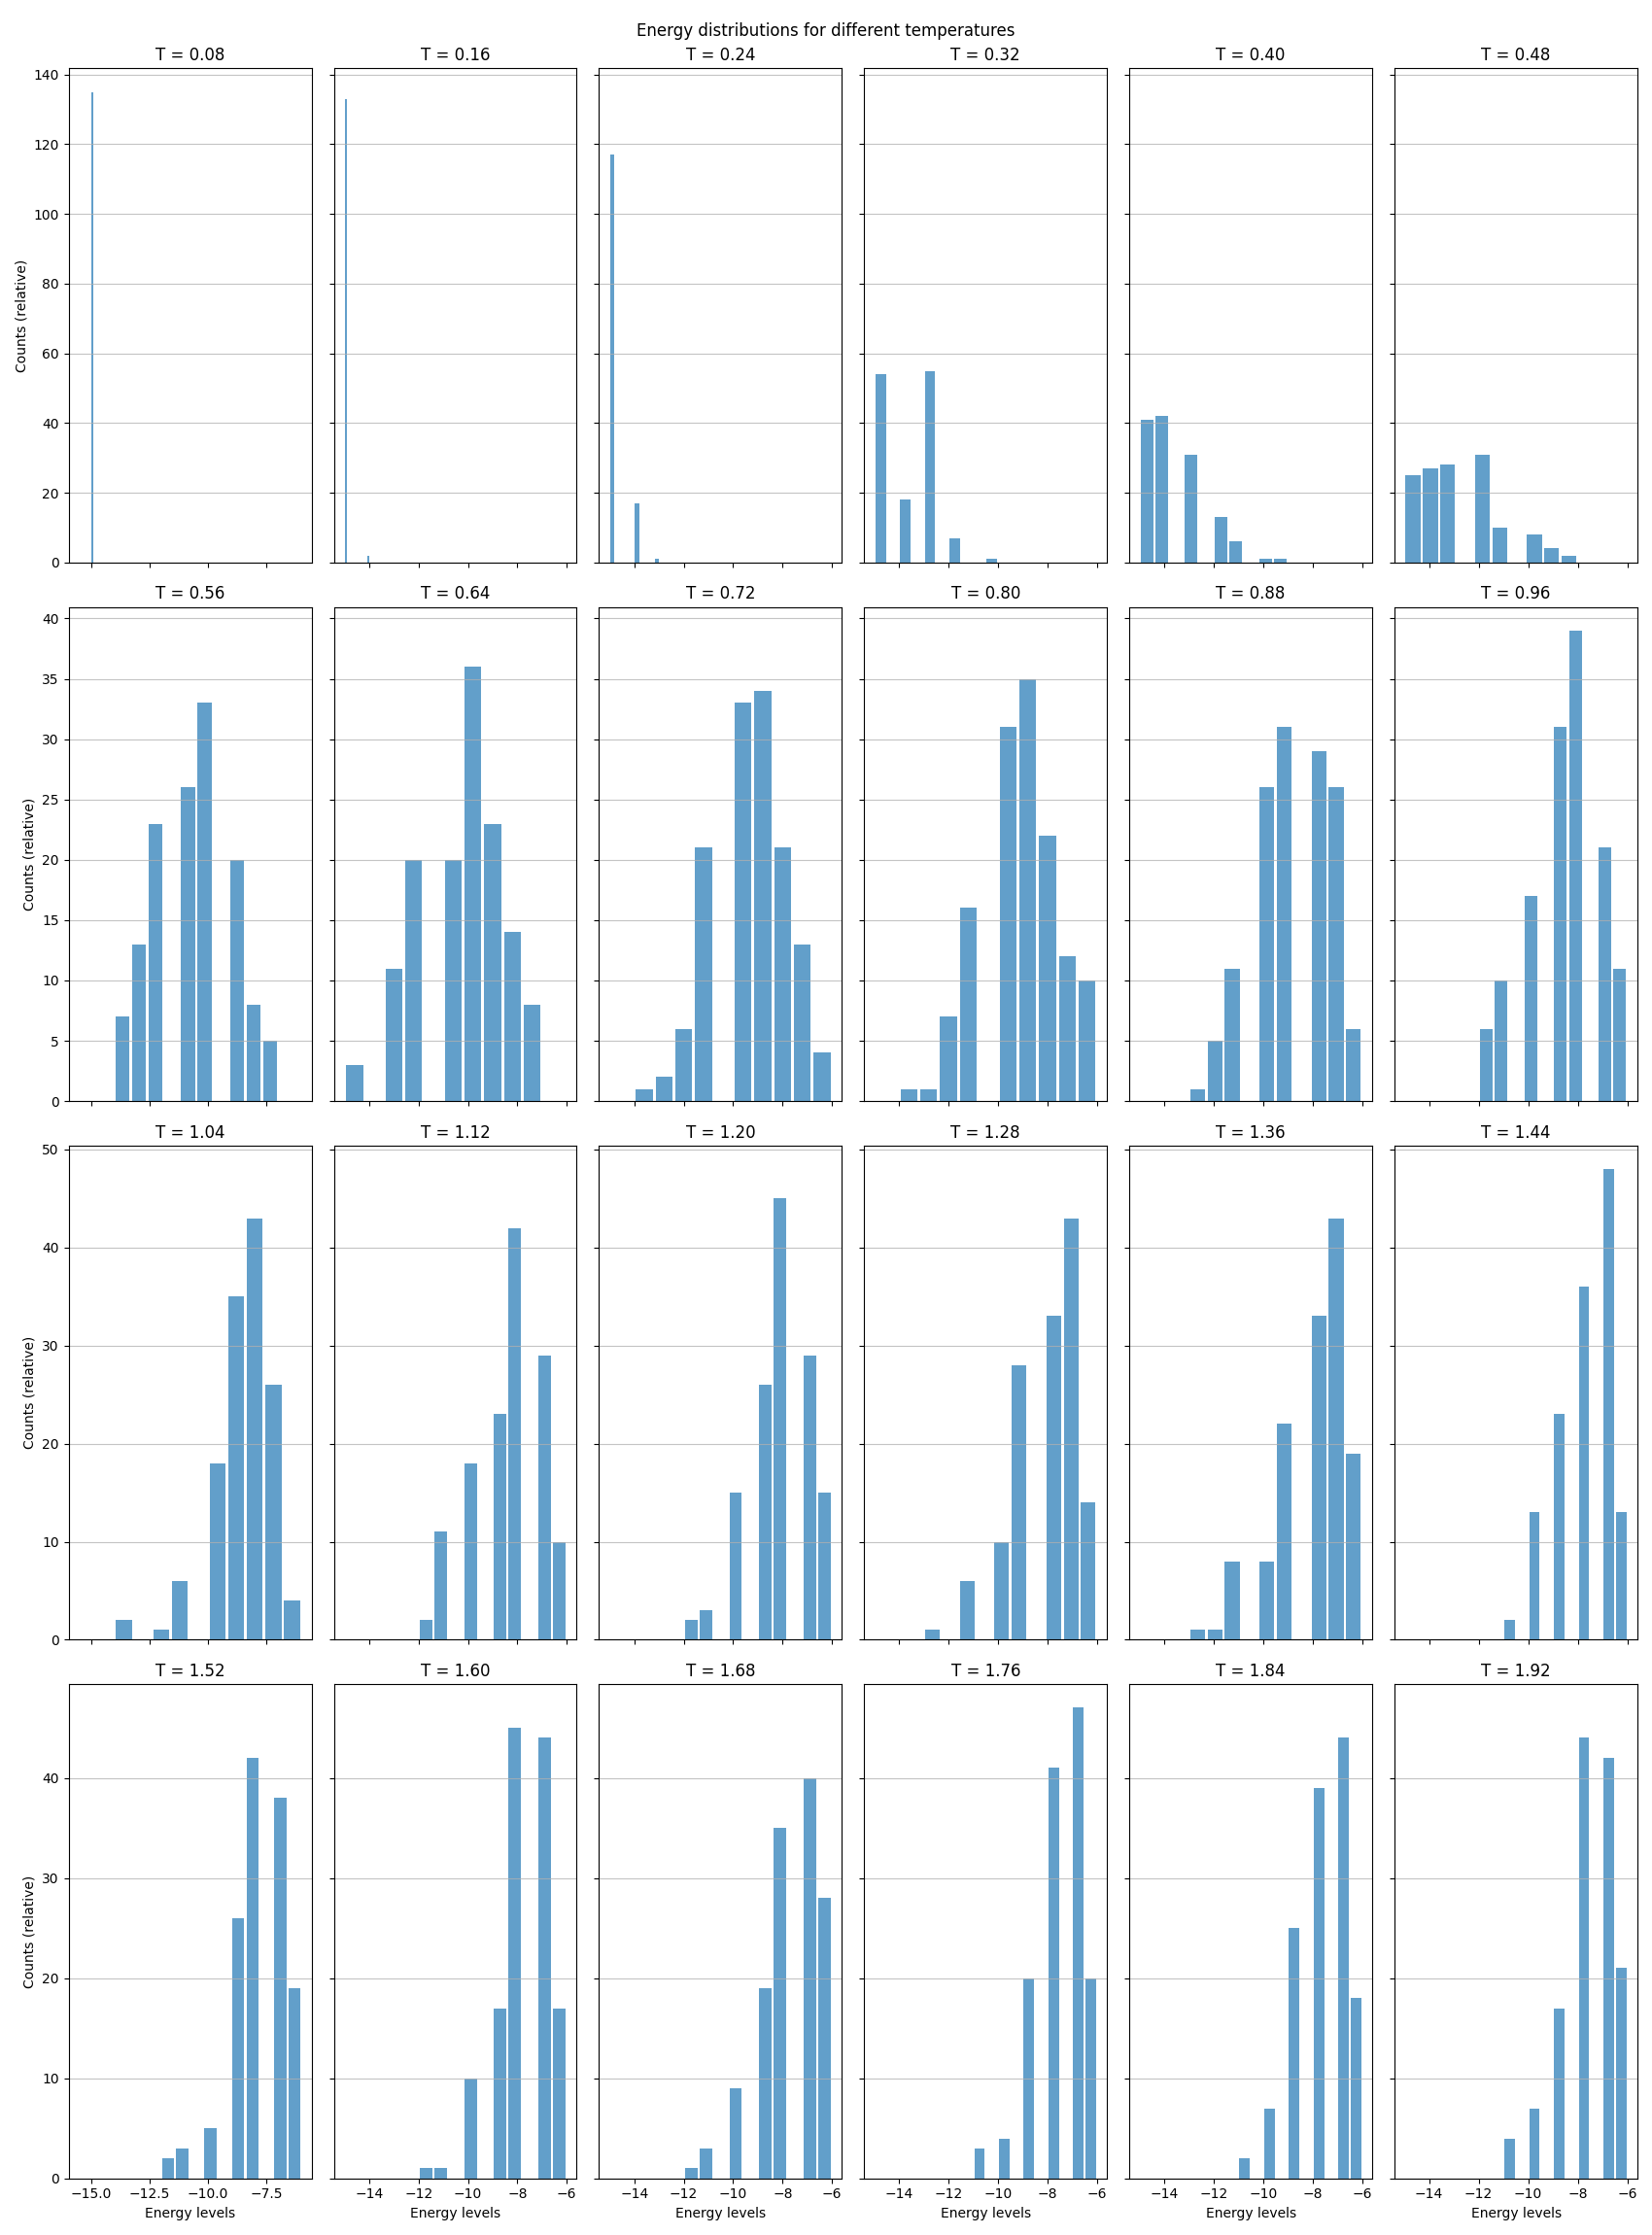 Energy distributions for different temperatures
T = 0.08 T = 0.16 T = 0.24 T = 0.32 T = 0.40 T = 0.48
140
120
100
80
60
40
20
0
Counts (relative)
T = 0.56 T = 0.64 T = 0.72 T = 0.80 T = 0.88 T = 0.96
40
35
30
25
20
15
10
5
0
Counts (relative)
T = 1.04 T = 1.12 T = 1.20 T = 1.28 T = 1.36 T = 1.44
50
40
30
20
10
0
Counts (relative)
T = 1.52 T = 1.60 T = 1.68 T = 1.76 T = 1.84 T = 1.92
40
30
20
10
0
Counts (relative)
−15.0 −12.5 −10.0 −7.5 −14 −12 −10 −8 −6 −14 −12 −10 −8 −6 −14 −12 −10 −8 −6 −14 −12 −10 −8 −6 −14 −12 −10 −8 −6
Energy levels Energy levels Energy levels Energy levels Energy levels Energy levels